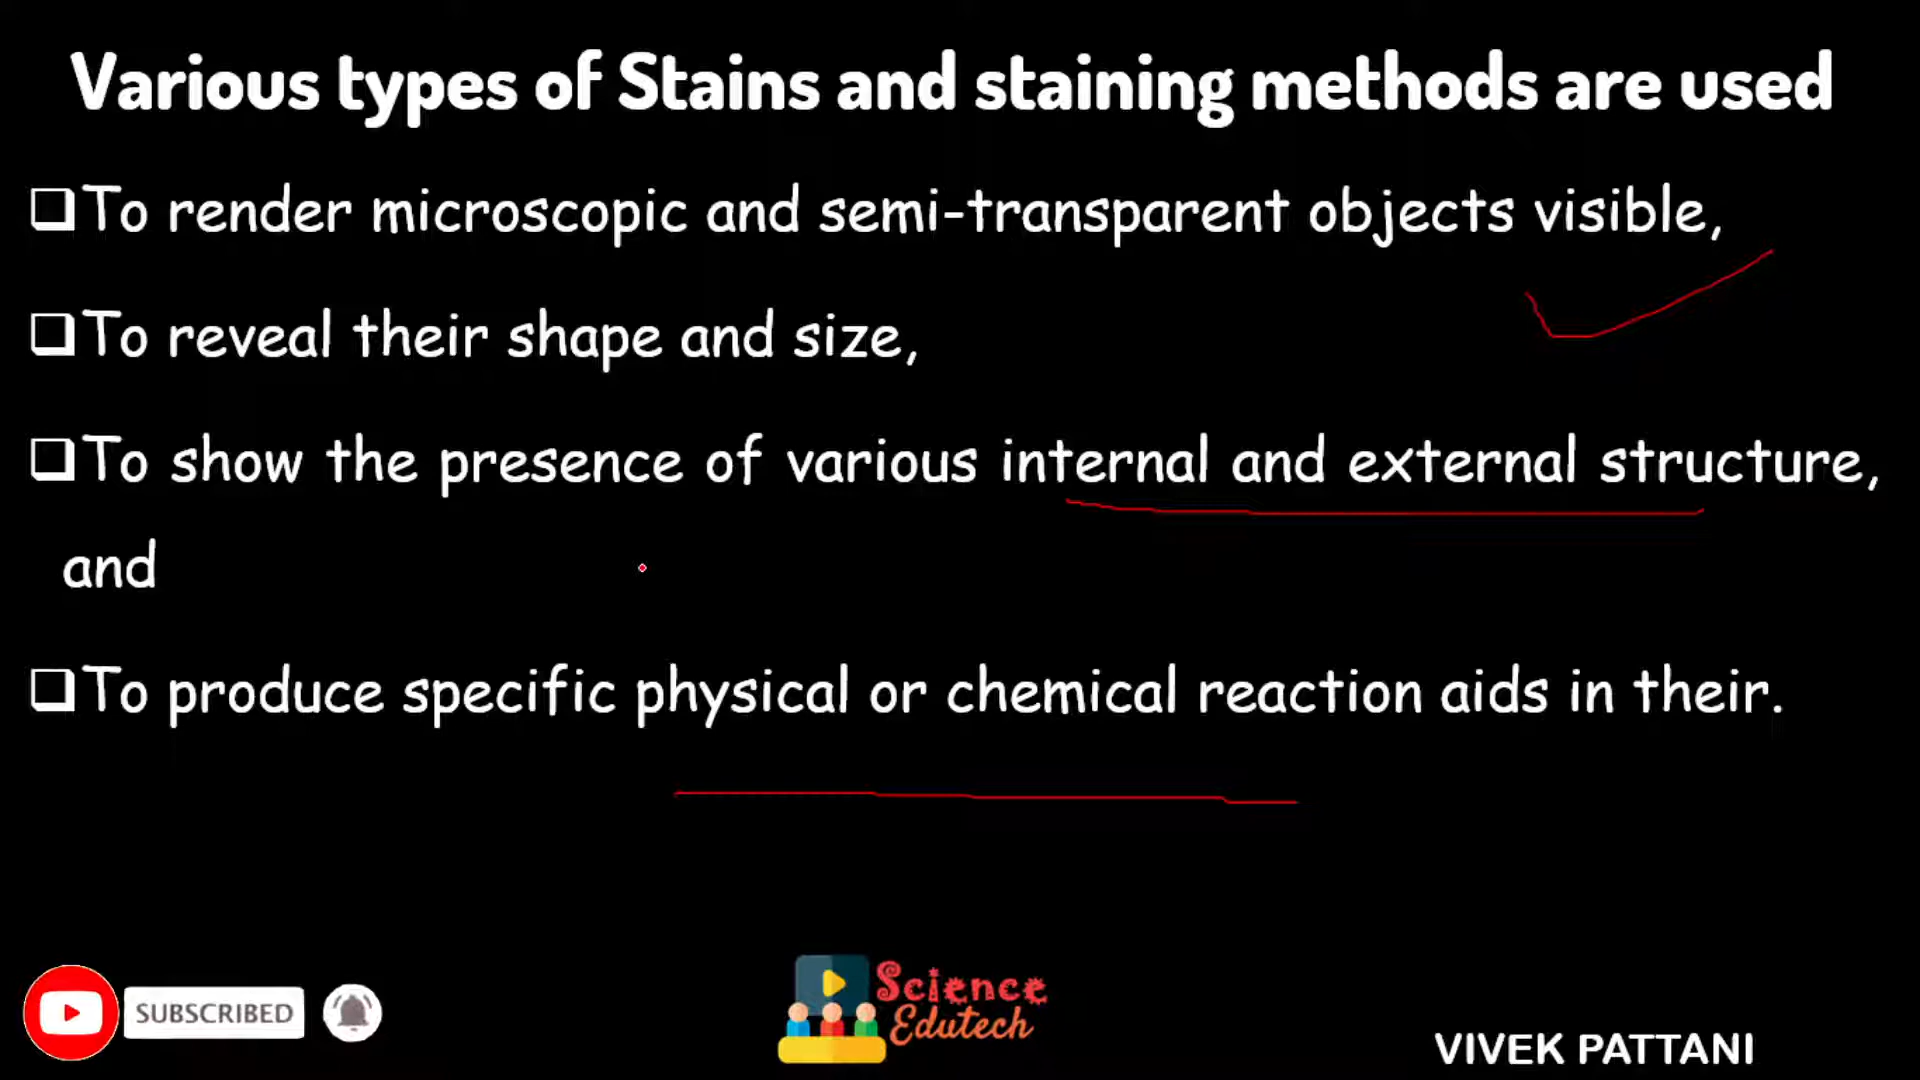 Various types of Stains and staining methods are used
❑To render microscopic and semi-transparent objects visible,
❑To reveal their shape and size,
❑To show the presence of various internal and external structure,
and
❑To produce specific physical or chemical reaction aids in their.
SUBSCRIBED
Science
Edutech
VIVEK PATTANI